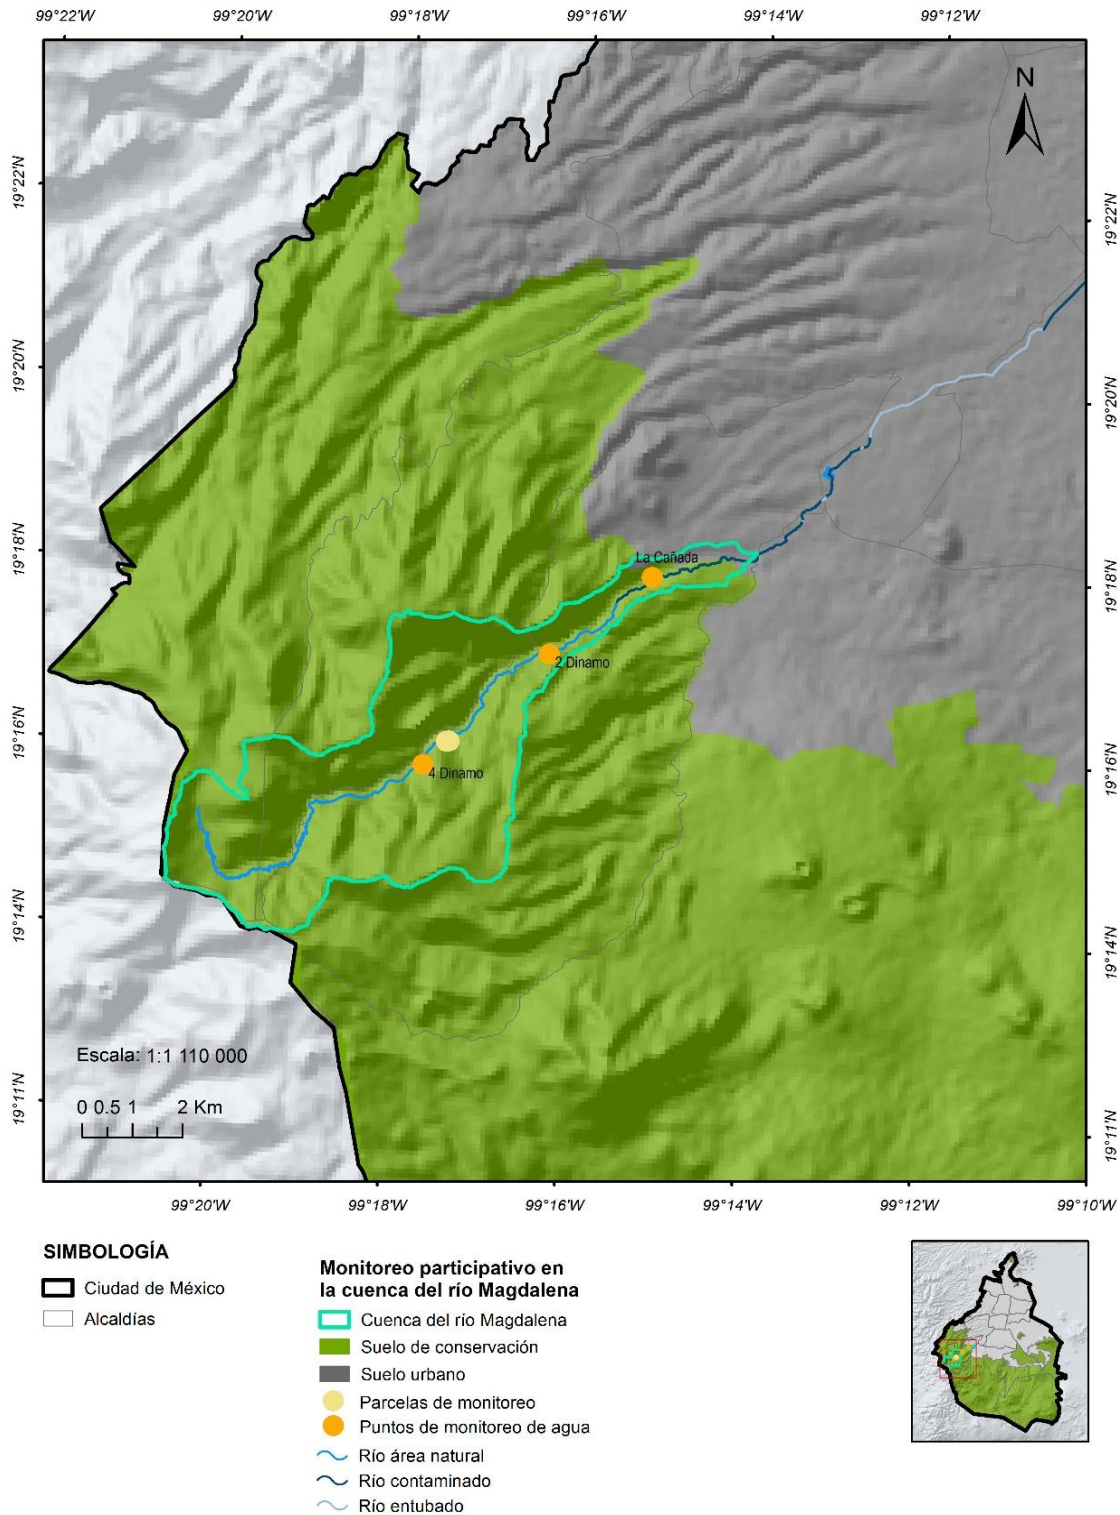 99°22'W 99°20'W 99°18'W 99°16'W 99°14'W 99°12'W
N
19°22'N
19°22'N
19°20'N
19°20'N
19°18'N
La Cañada
19°18'N
2 Dinamo
19°16'N
4 Dinamo
19°16'N
19°14'N
19°14'N
Escala: 1:1 110 000
19°11'N
0 0.5 1 2 Km
19°11'N
99°20'W 99°18'W 99°16'W 99°14'W 99°12'W 99°10'W
SIMBOLOGÍA
Ciudad de México
Alcaldías
Monitoreo participativo en
la cuenca del río Magdalena
Cuenca del río Magdalena
Suelo de conservación
Suelo urbano
Parcelas de monitoreo
Puntos de monitoreo de agua
Río área natural
Río contaminado
Río entubado